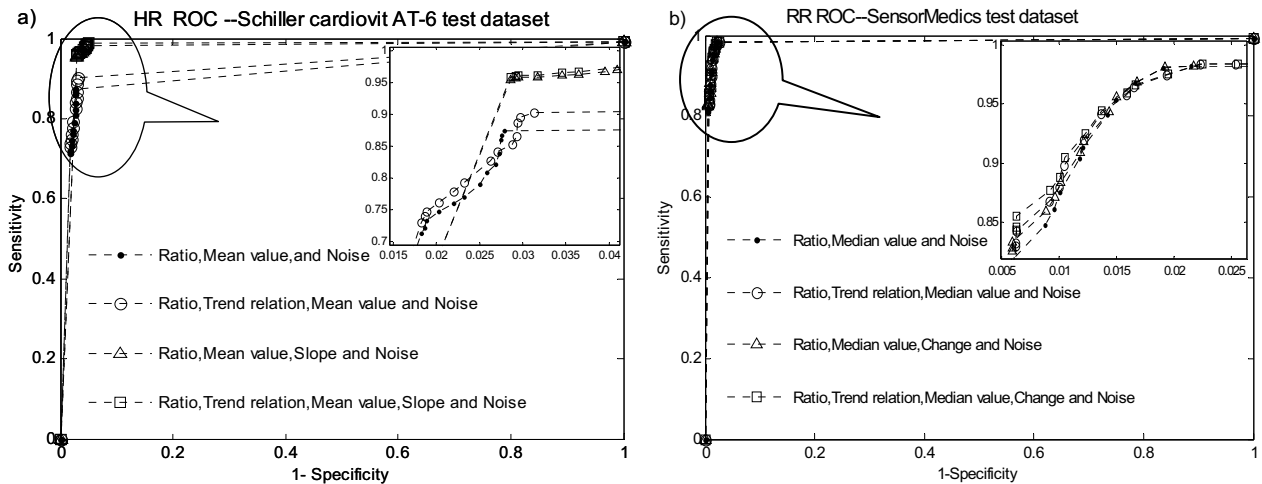 a)
HR ROC --Schiller cardiovit AT-6 test dataset
1
0.8
0.6
0.4
0.2
0
Sensitivity
0 0.2 0.4 0.6 0.8 1
1- Specificity
1
0.95
0.9
0.85
0.8
0.75
0.7
0.015 0.02 0.025 0.03 0.035 0.04
Ratio,Mean value,and Noise
Ratio,Trend relation,Mean value and Noise
Ratio,Mean value,Slope and Noise
Ratio,Trend relation,Mean value,Slope and Noise
b)
RR ROC--SensorMedics test dataset
1
0.8
0.6
0.4
0.2
0
Sensitivity
0 0.2 0.4 0.6 0.8 1
1-Specificity
1
0.95
0.9
0.85
0.005 0.01 0.015 0.02 0.025
Ratio,Median value and Noise
Ratio,Trend relation,Median value and Noise
Ratio,Median value,Change and Noise
Ratio,Trend relation,Median value,Change and Noise